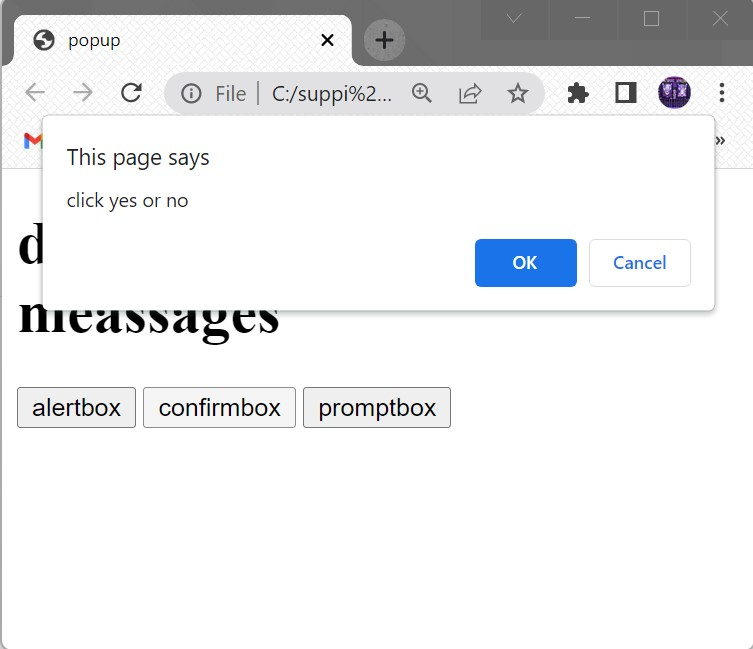 popup
File C:/suppi%2...
This page says
click yes or no
OK Cancel
meassages
alertbox confirmbox promptbox